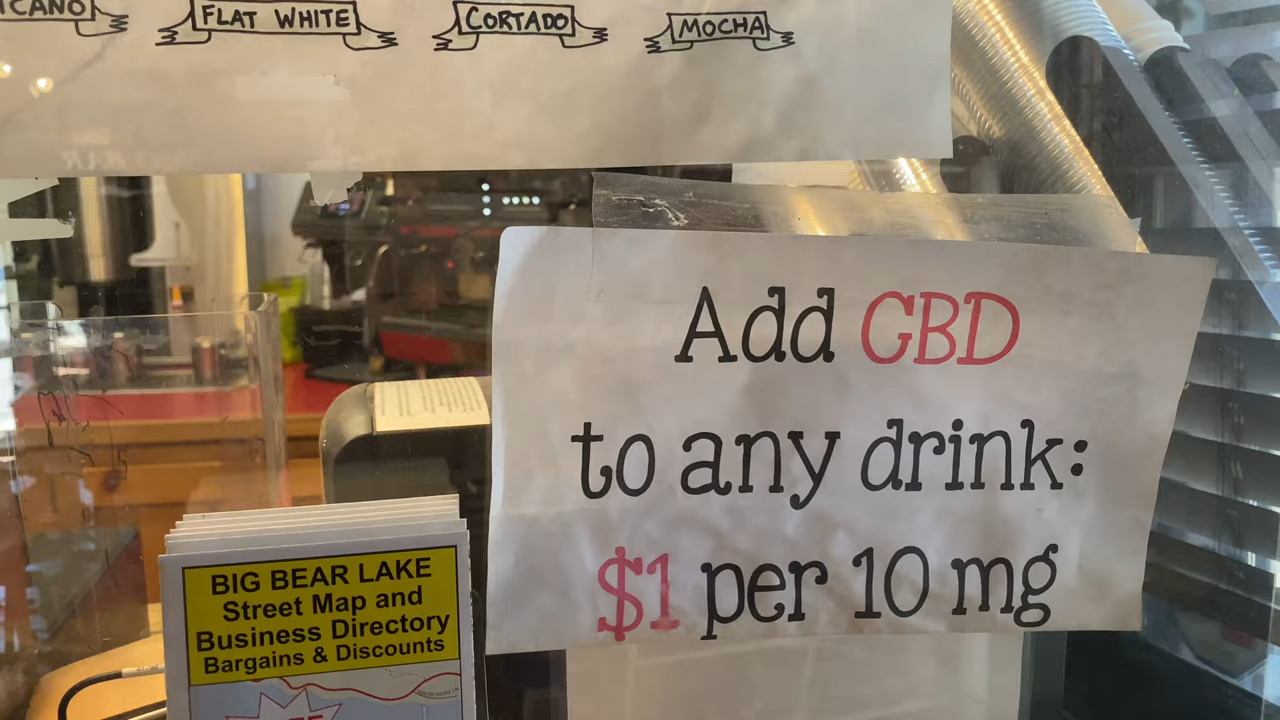 FLAT WHITE
CORTADO
MOCHA
Add CBD
to any drink:
$1 per 10 mg
BIG BEAR LAKE
Street Map and
Business Directory
Bargains & Discounts